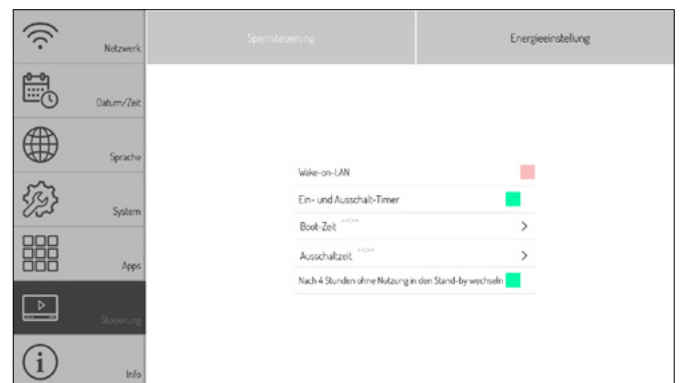 Netzwerk
Datum/Zeit
Sprache
System
Apps
Steuerung
Info
Sperrsteuerung
Energieeinstellung
Wake-on-LAN
Ein- und Ausschalt-Timer
Boot-Zeit --:--
Ausschaltzeit --:--
Nach 4 Stunden ohne Nutzung in den Stand-by wechseln